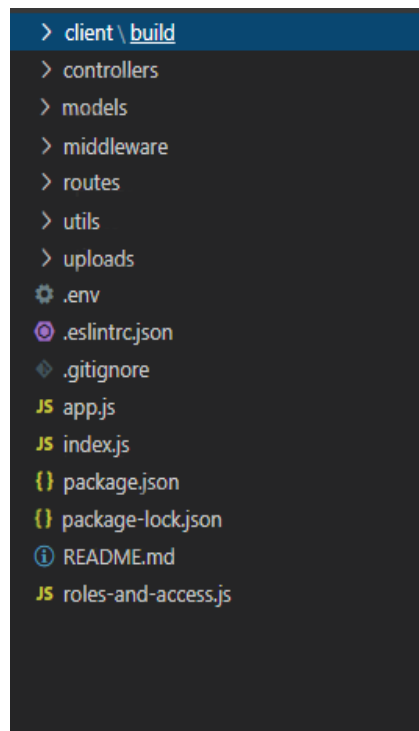 client \ build
controllers
models
middleware
routes
utils
uploads
.env
.eslintrc.json
.gitignore
JS app.js
JS index.js
{} package.json
{} package-lock.json
README.md
JS roles-and-access.js